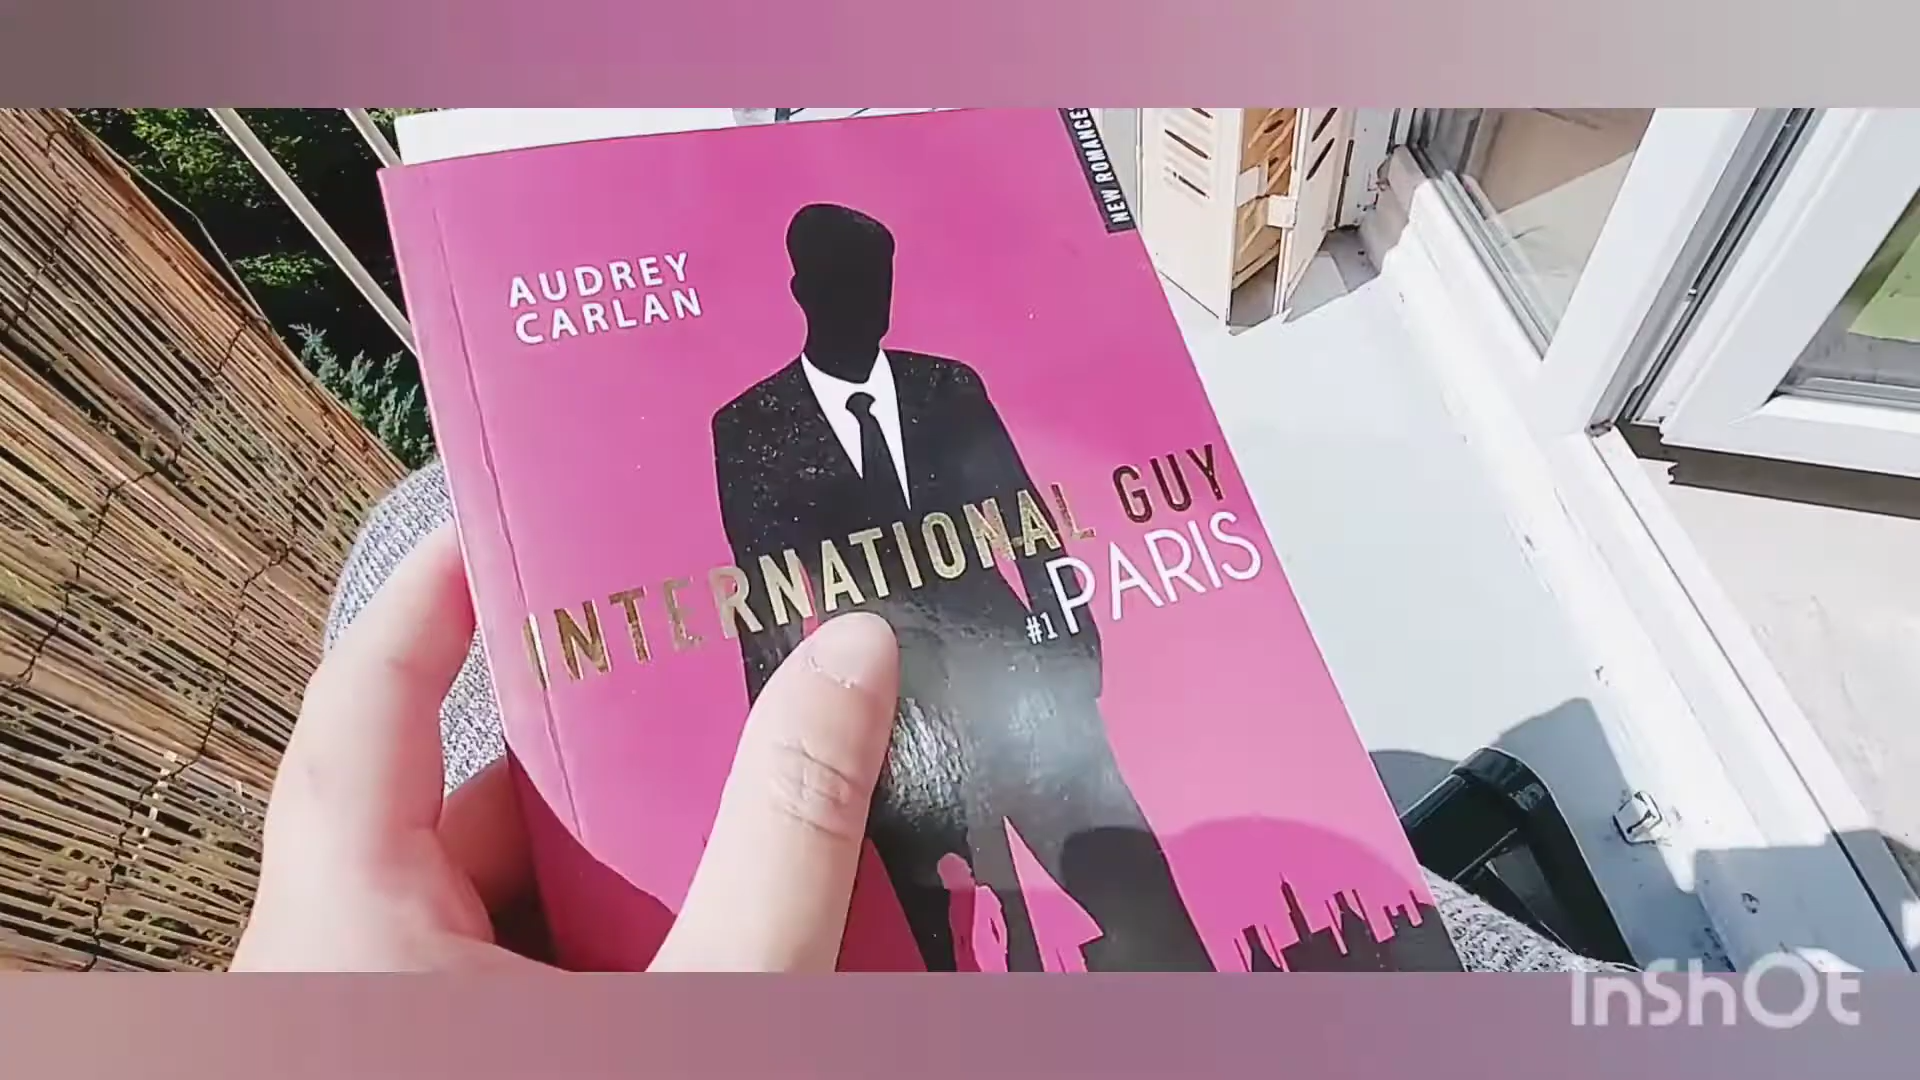 NEW ROMANCE
AUDREY
CARLAN
INTERNATIONAL GUY
#1 PARIS
InShOt